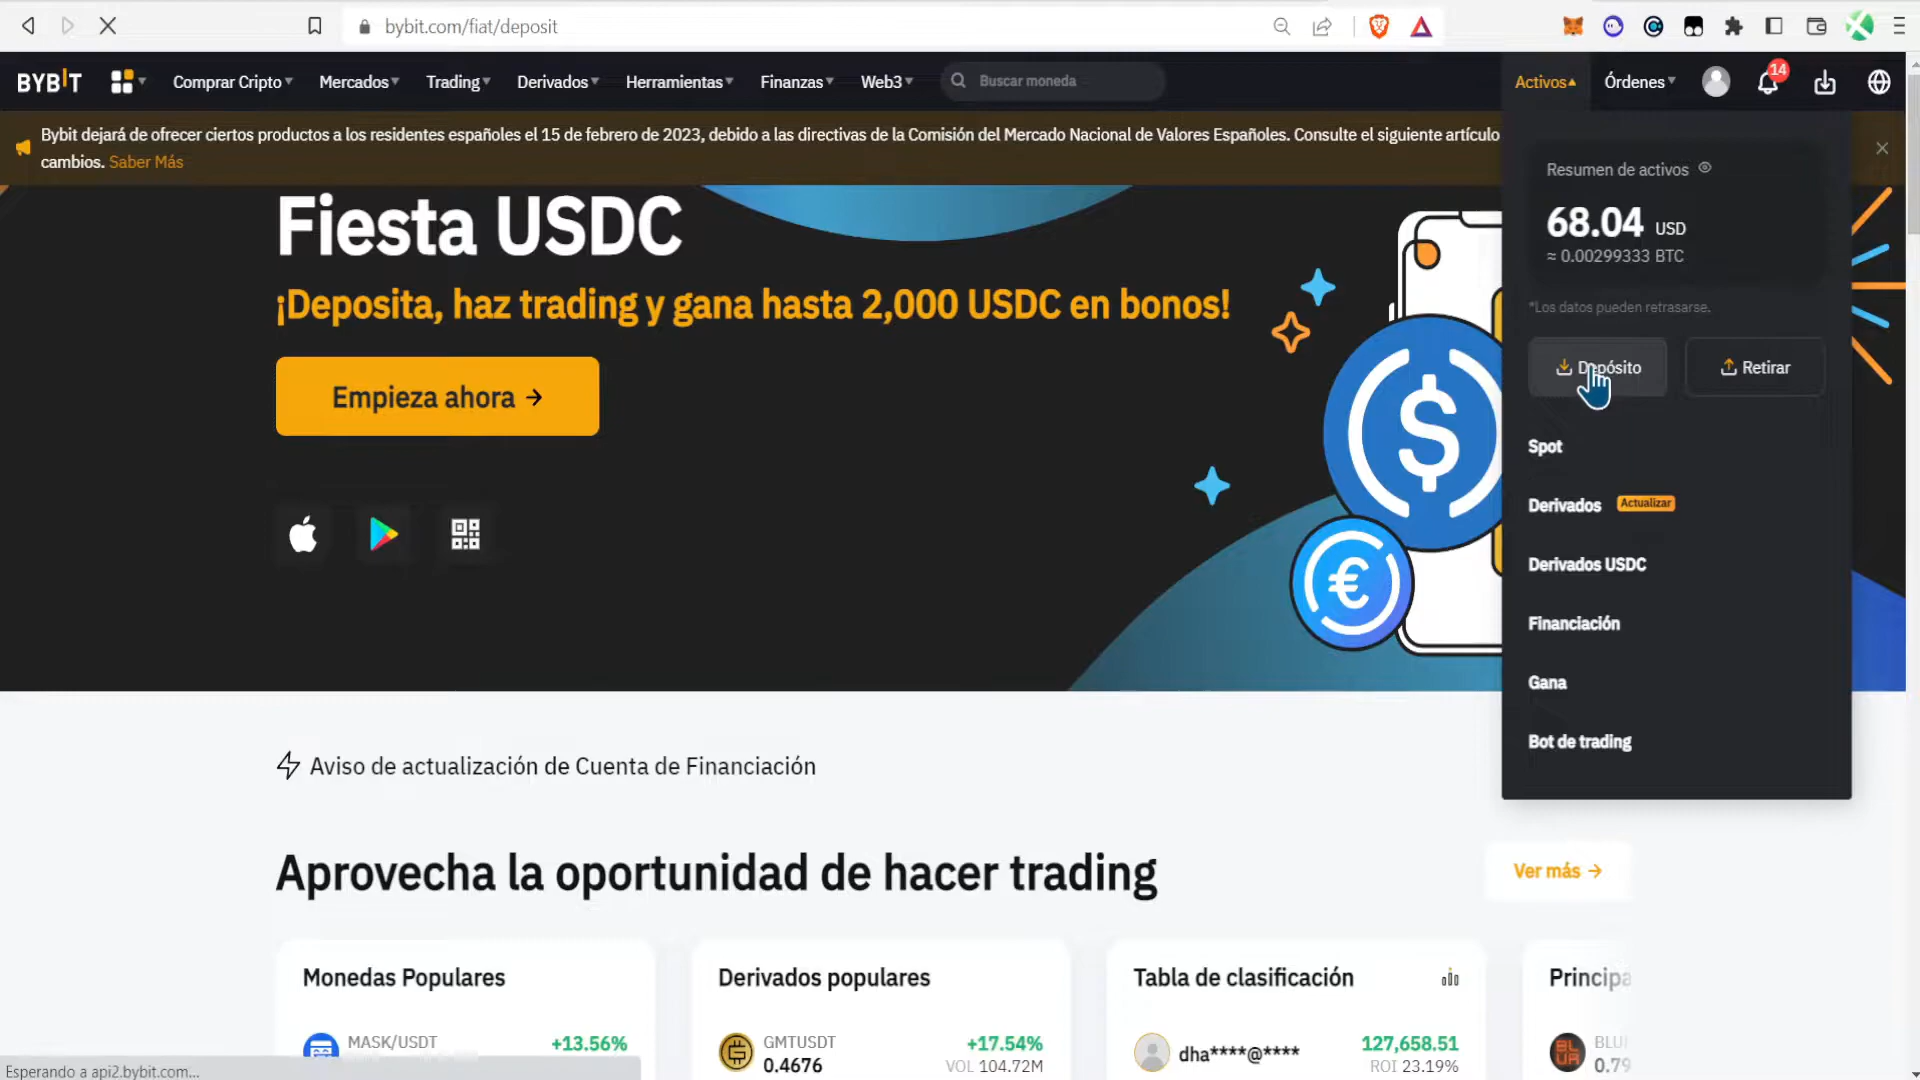 bybit.com/fiat/deposit
BYBIT
Comprar Cripto
Mercados
Trading
Derivados
Herramientas
Finanzas
Web3
Buscar moneda
Activos
Órdenes
14
Bybit dejará de ofrecer ciertos productos a los residentes españoles el 15 de febrero de 2023, debido a las directivas de la Comisión del Mercado Nacional de Valores Españoles. Consulte el siguiente artículo
cambios. Saber Más
Fiesta USDC
¡Deposita, haz trading y gana hasta 2,000 USDC en bonos!
Empieza ahora →
Resumen de activos
68.04 USD
≈ 0.00299333 BTC
*Los datos pueden retrasarse.
Depósito
Retirar
Spot
Derivados Actualizar
Derivados USDC
Financiación
Gana
Bot de trading
Aviso de actualización de Cuenta de Financiación
Aprovecha la oportunidad de hacer trading
Ver más →
Monedas Populares
MASK/USDT
+13.56%
Derivados populares
GMTUSDT
+17.54%
0.4676
VOL 104.72M
Tabla de clasificación
dha****@****
127,658.51
ROI 23.19%
Principa
BLU
0.79
Esperando a api2.bybit.com...